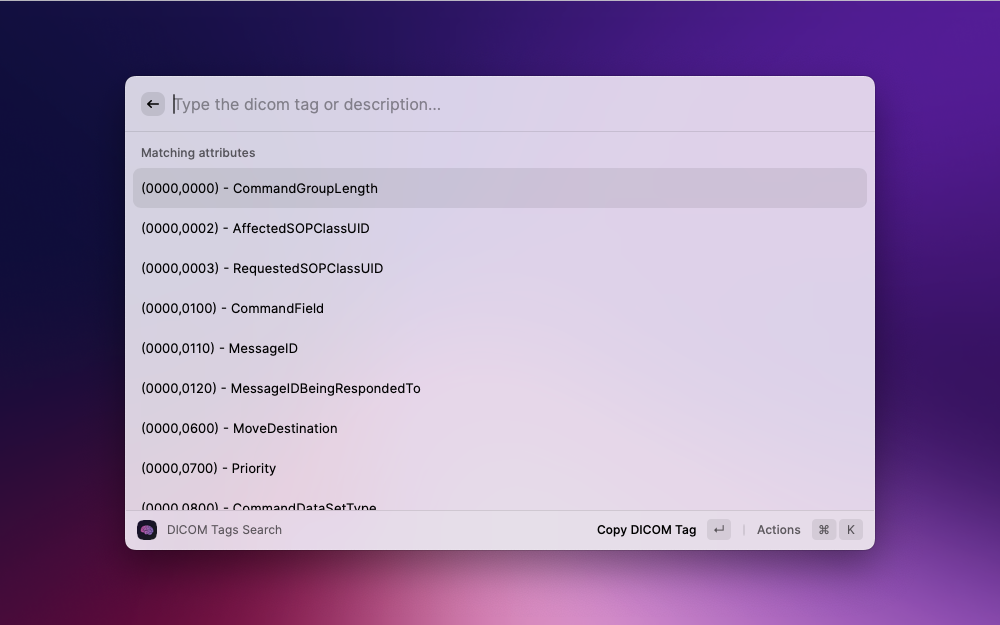 Type the dicom tag or description...
Matching attributes
(0000,0000) - CommandGroupLength
(0000,0002) - AffectedSOPClassUID
(0000,0003) - RequestedSOPClassUID
(0000,0100) - CommandField
(0000,0110) - MessageID
(0000,0120) - MessageIDBeingRespondedTo
(0000,0600) - MoveDestination
(0000,0700) - Priority
(0000,0800) - CommandDataSetType
DICOM Tags Search Copy DICOM Tag ↵ | Actions ⌘ K